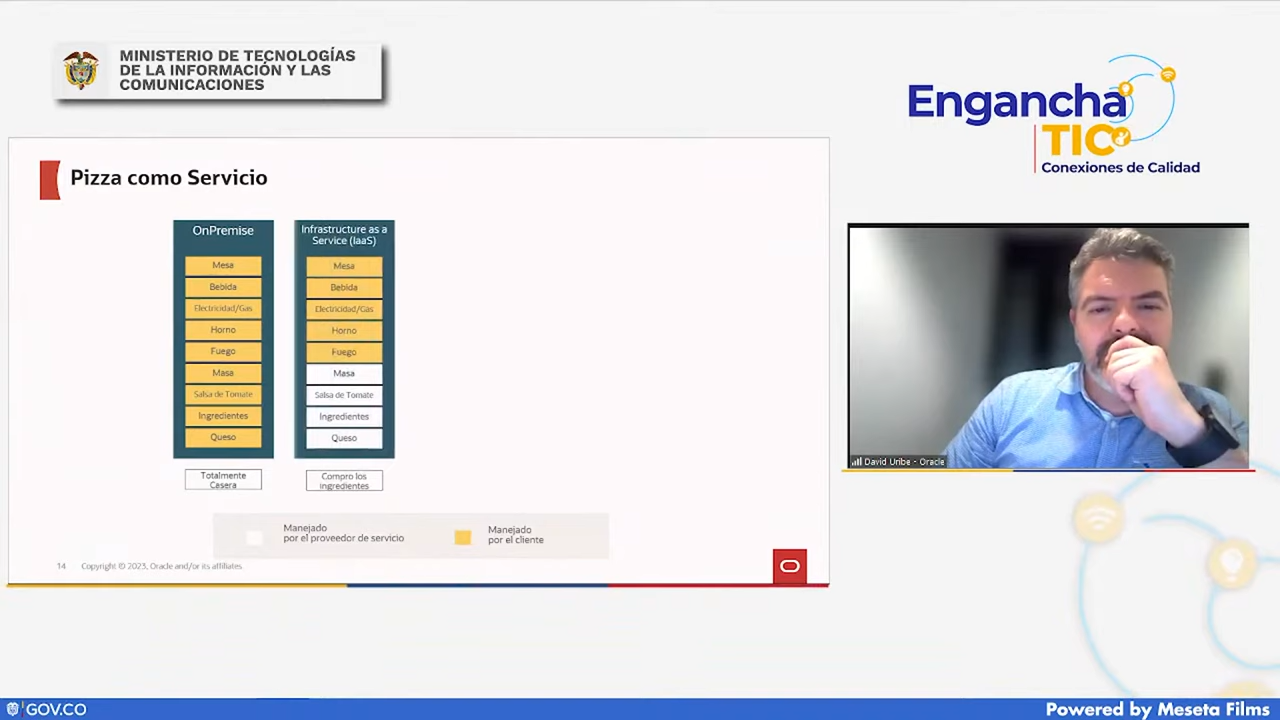 MINISTERIO DE TECNOLOGÍAS
DE LA INFORMACIÓN Y LAS
COMUNICACIONES
Engancha
TIC
Conexiones de Calidad
Pizza como Servicio
OnPremise
Mesa
Bebida
Electricidad/Gas
Horno
Fuego
Masa
Salsa de Tomate
Ingredientes
Queso
Totalmente
Casera
Infrastructure as a
Service (IaaS)
Mesa
Bebida
Electricidad/Gas
Horno
Fuego
Masa
Salsa de Tomate
Ingredientes
Queso
Compro los
ingredientes
Manejado
por el proveedor de servicio
Manejado
por el cliente
14 Copyright © 2023, Oracle and/or its affiliates
David Uribe - Oracle
GOV.CO
Powered by Meseta Films